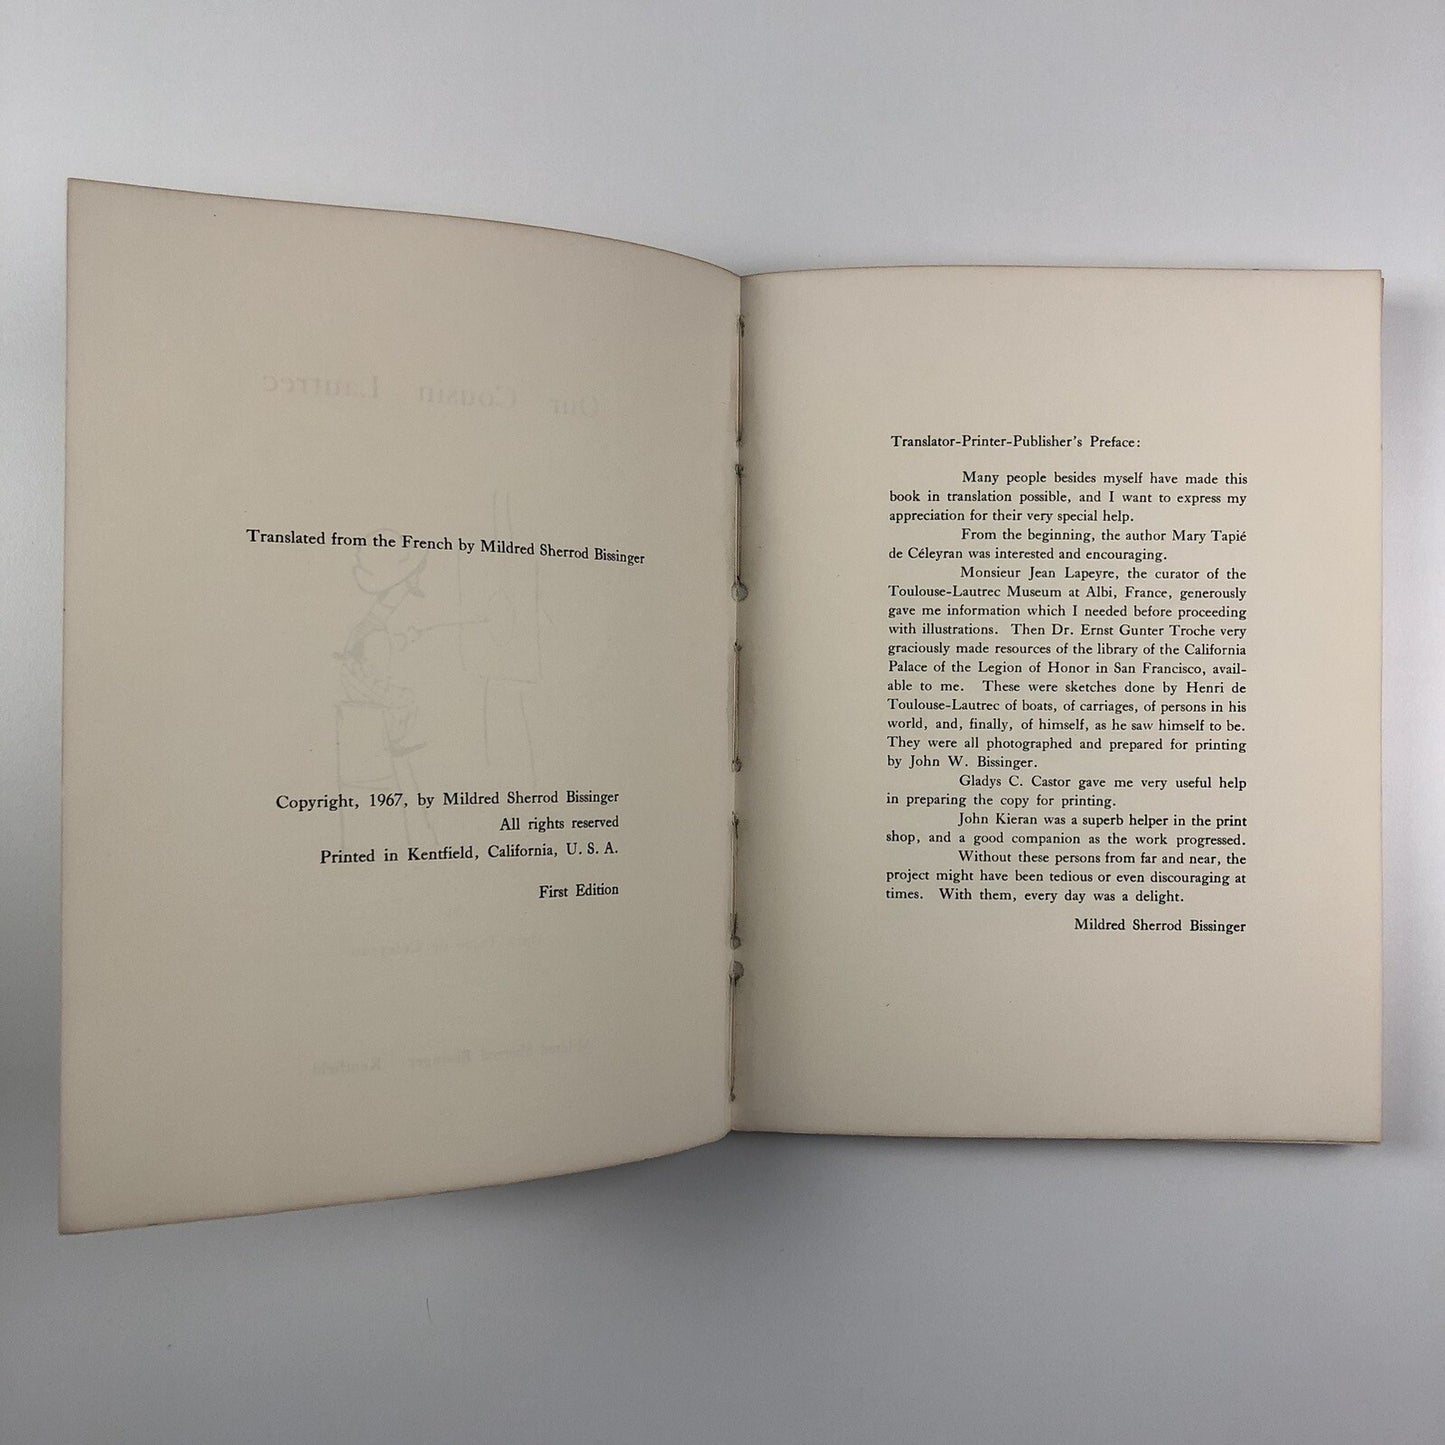 Translated from the French by Mildred Sherrod Bissinger
Copyright, 1967, by Mildred Sherrod Bissinger
All rights reserved
Printed in Kentfield, California, U. S. A.
First Edition
Our Cousin Lautrec
Mildred Sherrod Bissinger Kentfield
Translator-Printer-Publisher's Preface:
Many people besides myself have made this
book in translation possible, and I want to express my
appreciation for their very special help.
From the beginning, the author Mary Tapié
de Céleyran was interested and encouraging.
Monsieur Jean Lapeyre, the curator of the
Toulouse-Lautrec Museum at Albi, France, generously
gave me information which I needed before proceeding
with illustrations. Then Dr. Ernst Gunter Troche very
graciously made resources of the library of the California
Palace of the Legion of Honor in San Francisco, avail-
able to me. These were sketches done by Henri de
Toulouse-Lautrec of boats, of carriages, of persons in his
world, and, finally, of himself, as he saw himself to be.
They were all photographed and prepared for printing
by John W. Bissinger.
Gladys C. Castor gave me very useful help
in preparing the copy for printing.
John Kieran was a superb helper in the print
shop, and a good companion as the work progressed.
Without these persons from far and near, the
project might have been tedious or even discouraging at
times. With them, every day was a delight.
Mildred Sherrod Bissinger